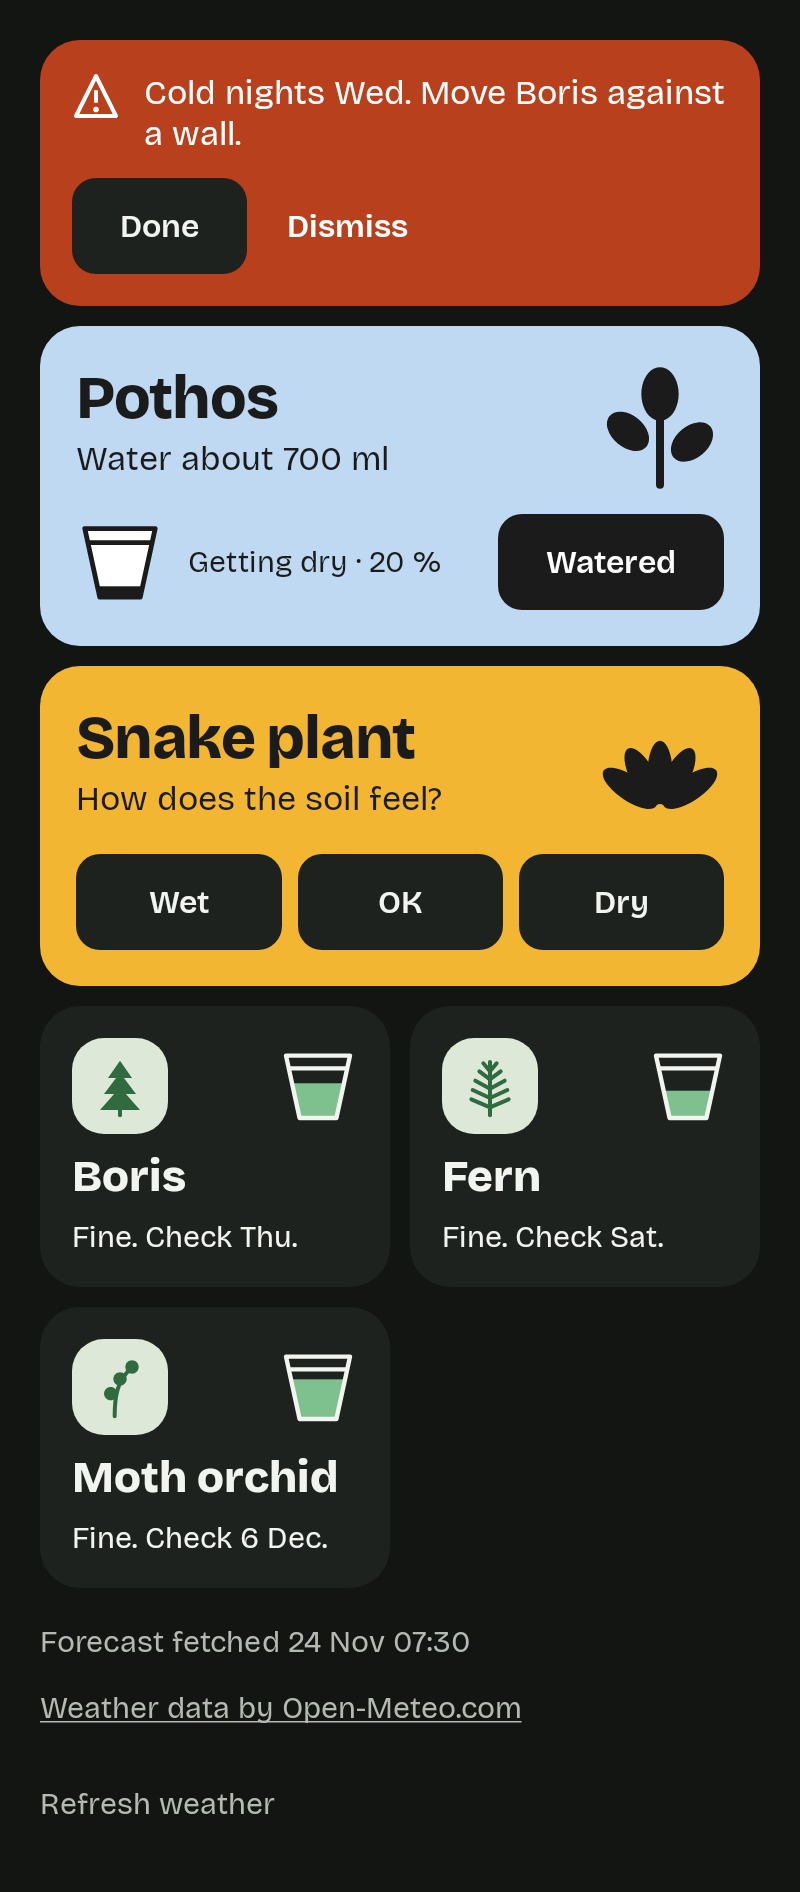 Cold nights Wed. Move Boris against
a wall.
Done
Dismiss
Pothos
Water about 700 ml
Getting dry · 20 %
Watered
Snake plant
How does the soil feel?
Wet
OK
Dry
Boris
Fine. Check Thu.
Fern
Fine. Check Sat.
Moth orchid
Fine. Check 6 Dec.
Forecast fetched 24 Nov 07:30
Weather data by Open-Meteo.com
Refresh weather